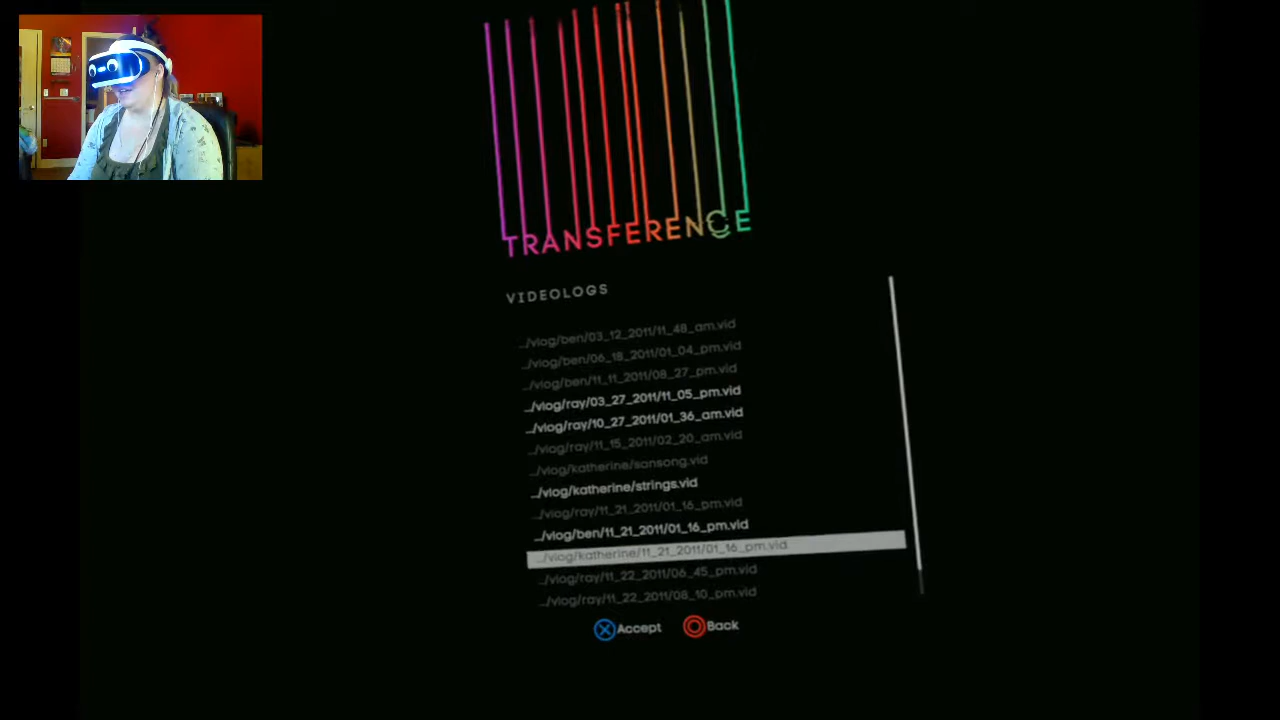 TRANSFERENCE
VIDEOLOGS
../vlog/ben/03_12_2011/11_48_am.vid
../vlog/ben/06_18_2011/01_04_pm.vid
../vlog/ben/11_11_2011/08_27_pm.vid
../vlog/ray/03_27_2011/11_05_pm.vid
../vlog/ray/10_27_2011/01_36_am.vid
../vlog/ray/11_15_2011/02_20_am.vid
../vlog/katherine/sansong.vid
../vlog/katherine/strings.vid
../vlog/ray/11_21_2011/01_16_pm.vid
../vlog/ben/11_21_2011/01_16_pm.vid
../vlog/katherine/11_21_2011/01_16_pm.vid
../vlog/ray/11_22_2011/06_45_pm.vid
../vlog/ray/11_22_2011/08_10_pm.vid
Accept Back